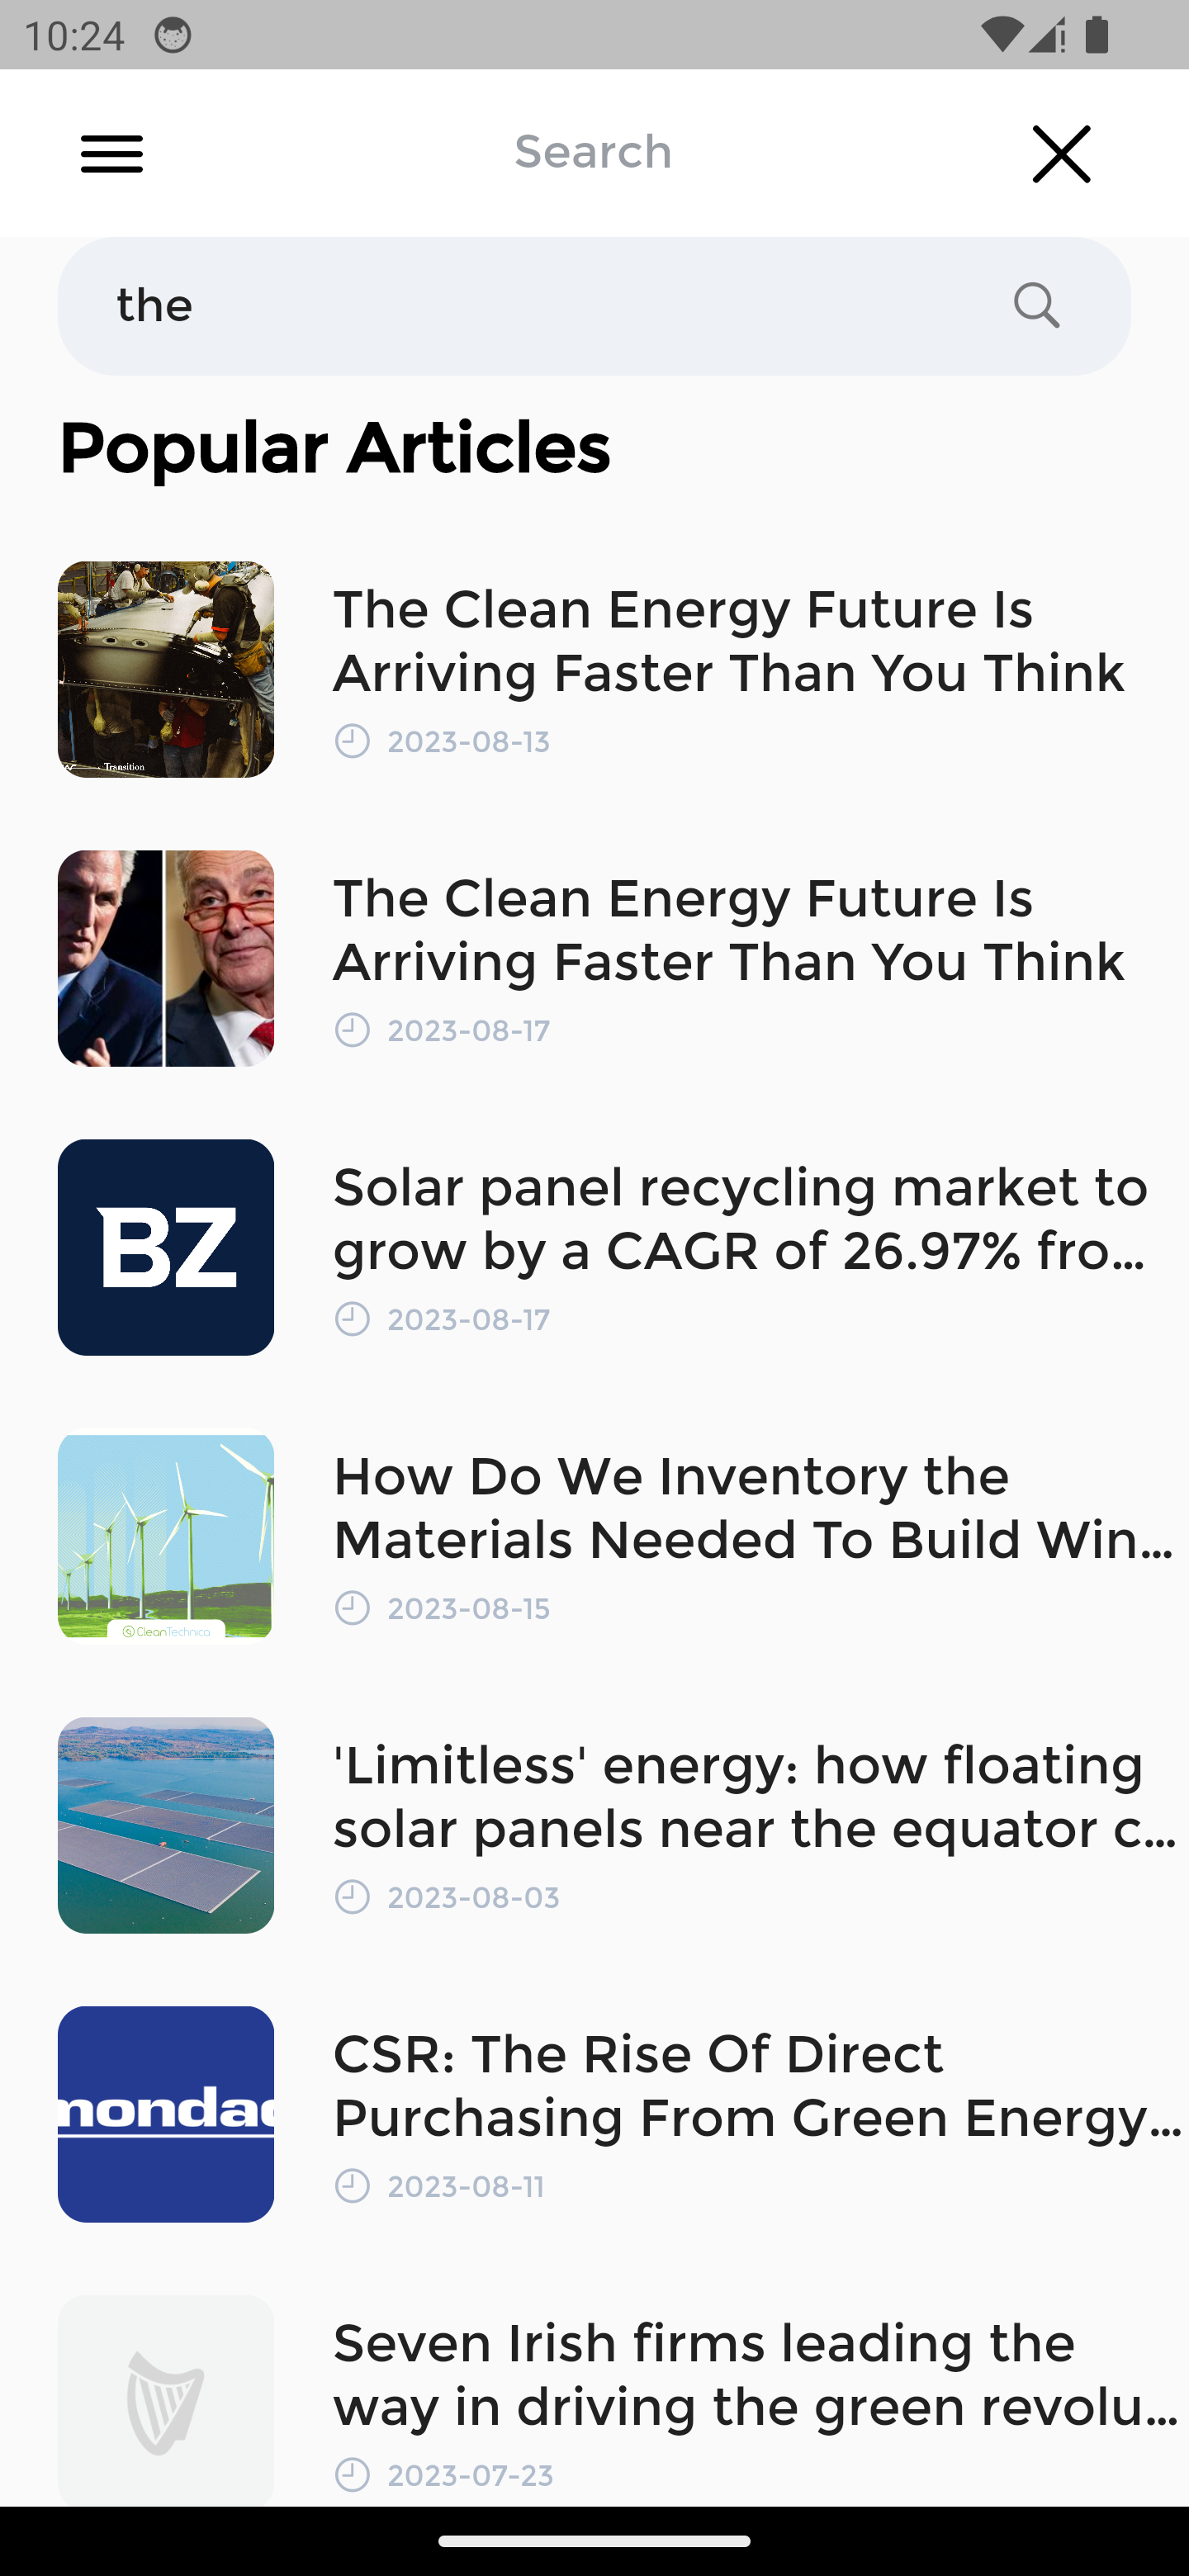 10:24
Search
the
Popular Articles
Transition
The Clean Energy Future Is
Arriving Faster Than You Think
2023-08-13
The Clean Energy Future Is
Arriving Faster Than You Think
2023-08-17
BZ
Solar panel recycling market to
grow by a CAGR of 26.97% fro...
2023-08-17
CleanTechnica
How Do We Inventory the
Materials Needed To Build Win...
2023-08-15
'Limitless' energy: how floating
solar panels near the equator c...
2023-08-03
mondaq
CSR: The Rise Of Direct
Purchasing From Green Energy...
2023-08-11
Seven Irish firms leading the
way in driving the green revolu...
2023-07-23